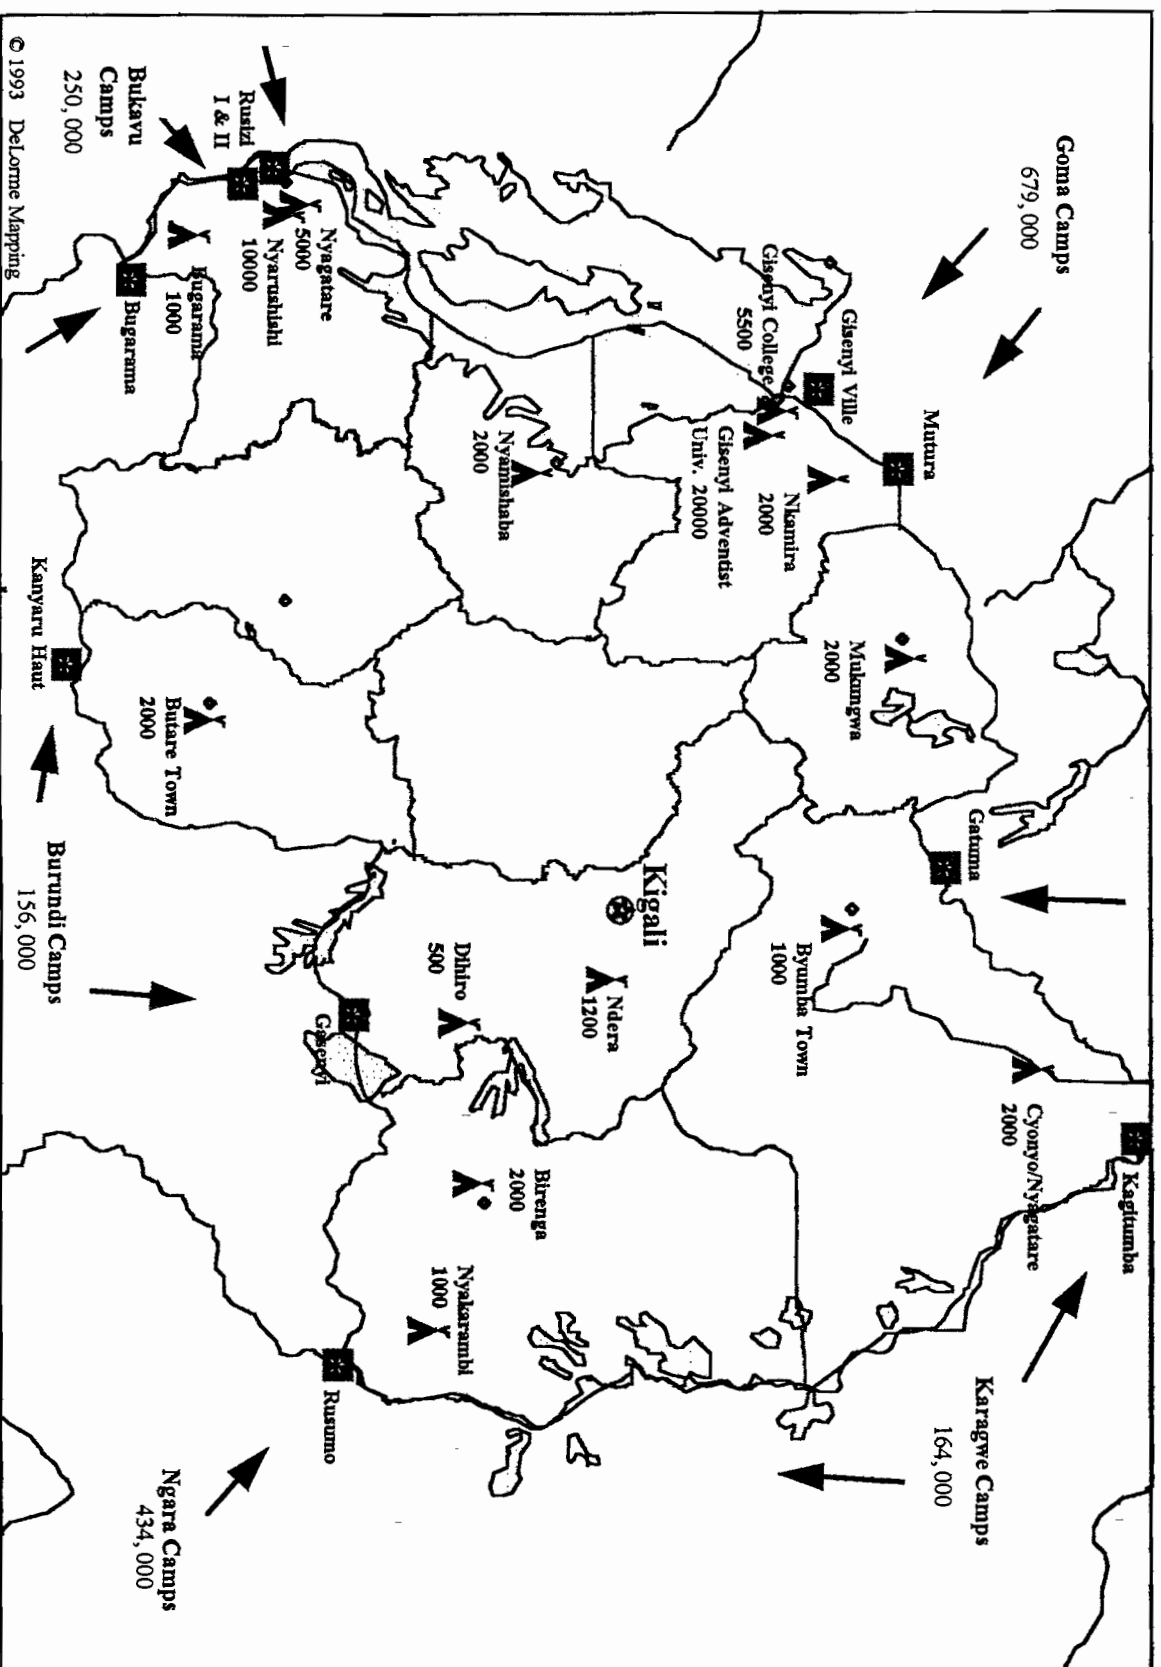 Goma Camps
679,000
Mutura
Gisenyi Ville
Gisenyi College
5500
Nkamira
2000
Gisenyi Adventist
Univ. 20000
Mukungwa
2000
Gatuma
Kagitumba
Cyonyo/Nyagatare
2000
Karagwe Camps
164,000
Byumba Town
1000
Kigali
Ndera
1200
Nyamishaba
2000
Dihiro
500
Birenga
2000
Nyakarambi
1000
Nyagatare
5000
Nyarushishi
10000
Rusizi
I & II
Bukavu
Camps
250,000
Bugarama
1000
Bugarama
Butare Town
2000
Kanyaru Haut
Burundi Camps
156,000
Gasenyi
Rusumo
Ngara Camps
434,000
© 1993 DeLorme Mapping